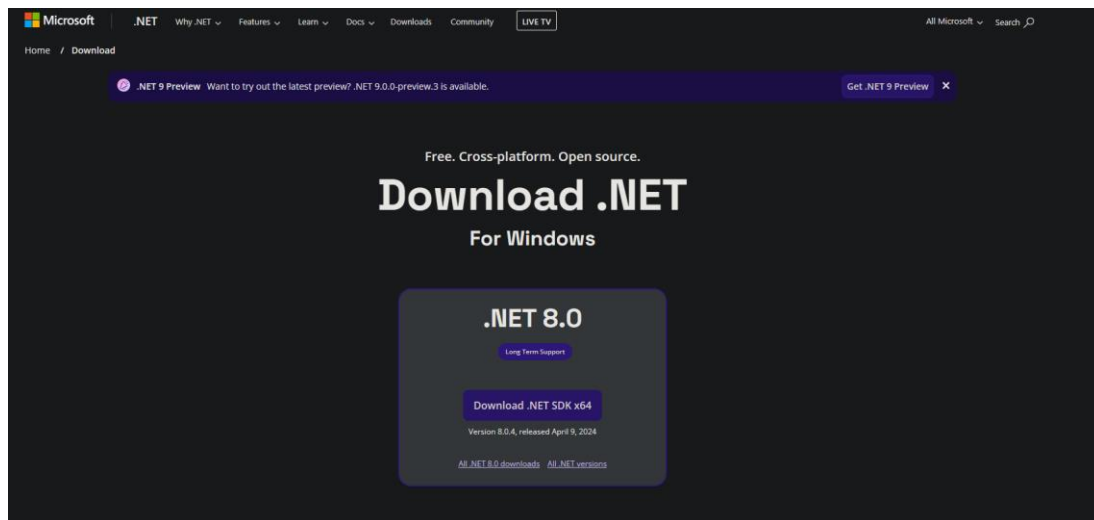 Microsoft .NET Why .NET Features Learn Docs Downloads Community LIVE TV All Microsoft Search
Home / Download
.NET 9 Preview Want to try out the latest preview? .NET 9.0.0-preview.3 is available. Get .NET 9 Preview
Free. Cross-platform. Open source.
Download .NET
For Windows
.NET 8.0
Long Term Support
Download .NET SDK x64
Version 8.0.4, released April 9, 2024
All .NET 8.0 downloads All .NET versions